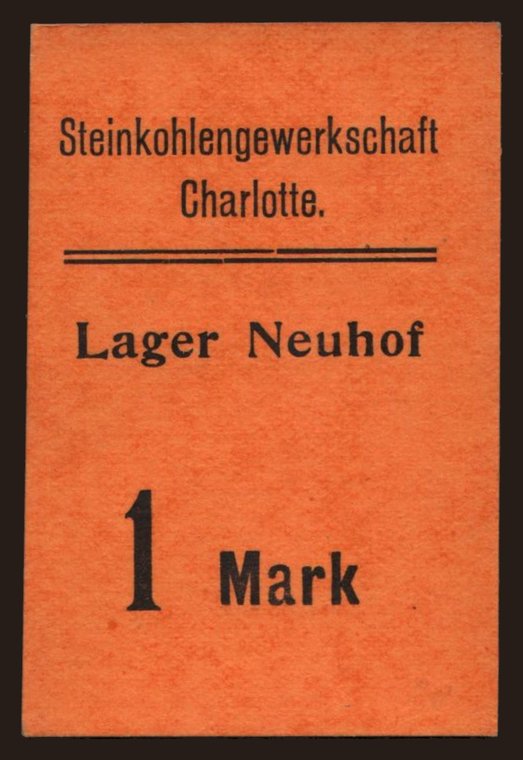 Steinkohlengewerkschaft
Charlotte.
Lager Neuhof
1 Mark